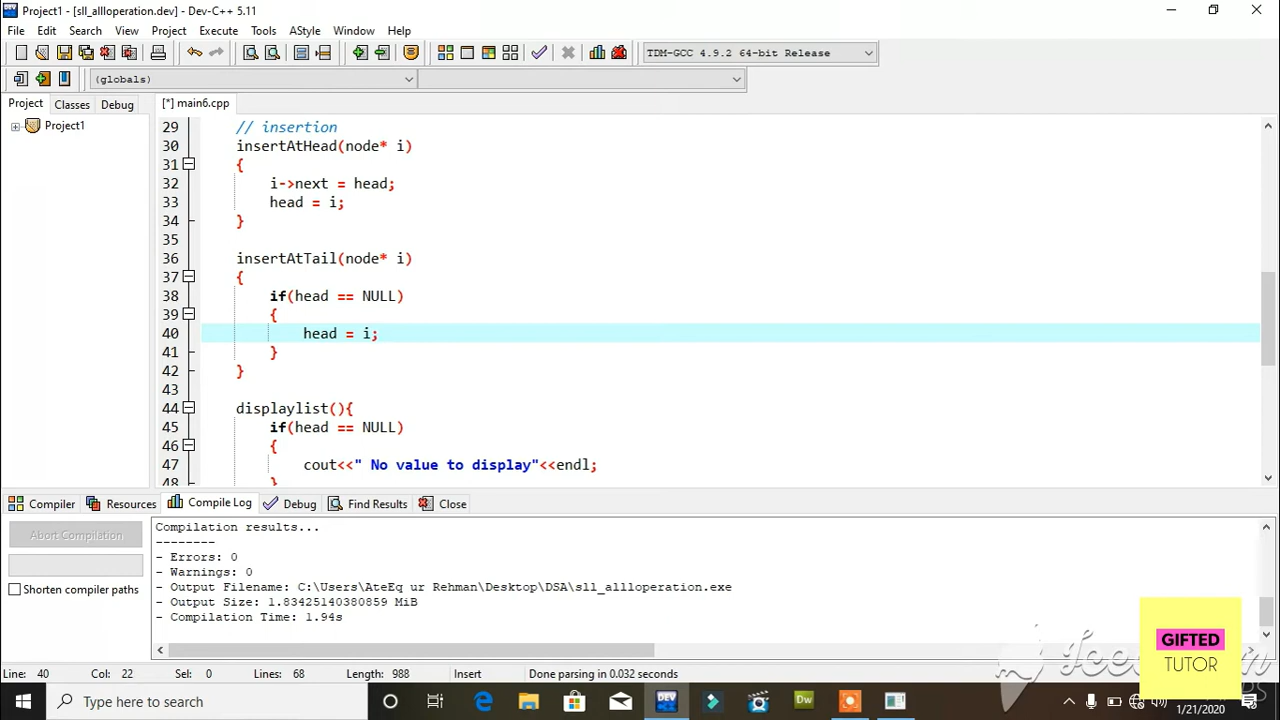 Project1 - [sll_allloperation.dev] - Dev-C++ 5.11
File Edit Search View Project Execute Tools AStyle Window Help
TDM-GCC 4.9.2 64-bit Release
(globals)
Project Classes Debug
[*] main6.cpp
Project1
29 // insertion
30 insertAtHead(node* i)
31 {
32 i->next = head;
33 head = i;
34 }
35
36 insertAtTail(node* i)
37 {
38 if(head == NULL)
39 {
40 head = i;
41 }
42 }
43
44 displaylist(){
45 if(head == NULL)
46 {
47 cout<<" No value to display"<<endl;
48 }
Compiler Resources Compile Log Debug Find Results Close
Abort Compilation
Shorten compiler paths
Compilation results...
--------
- Errors: 0
- Warnings: 0
- Output Filename: C:\Users\AteEq ur Rehman\Desktop\DSA\sll_allloperation.exe
- Output Size: 1.83425140380859 MiB
- Compilation Time: 1.94s
GIFTED
TUTOR
Line: 40 Col: 22 Sel: 0 Lines: 68 Length: 988 Insert Done parsing in 0.032 seconds
Type here to search
DEV
Dw
1/21/2020